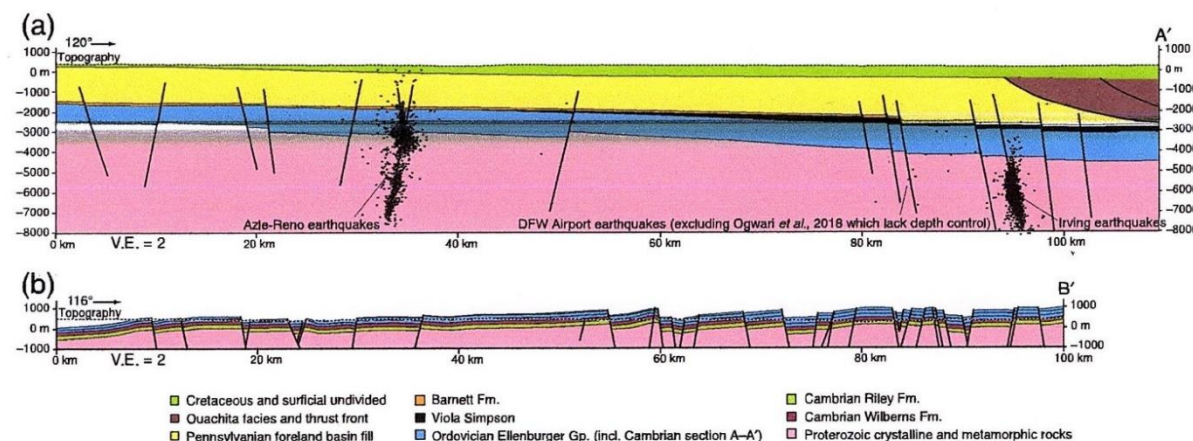 (a)
120°
Topography
A′
1000
0 m
−1000
−2000
−3000
−4000
−5000
−6000
−7000
−8000
1000
0 m
−1000
−2000
−3000
−4000
−5000
−6000
−7000
−8000
Azle-Reno earthquakes
DFW Airport earthquakes (excluding Ogwari et al., 2018 which lack depth control)
Irving earthquakes
0 km
V.E. = 2
20 km
40 km
60 km
80 km
100 km
(b)
116°
Topography
B′
1000
0 m
−1000
1000
0 m
−1000
0 km
V.E. = 2
20 km
40 km
60 km
80 km
100 km
Cretaceous and surficial undivided
Ouachita facies and thrust front
Pennsylvanian foreland basin fill
Barnett Fm.
Viola Simpson
Ordovician Ellenburger Gp. (incl. Cambrian section A–A′)
Cambrian Riley Fm.
Cambrian Wilberns Fm.
Proterozoic crystalline and metamorphic rocks